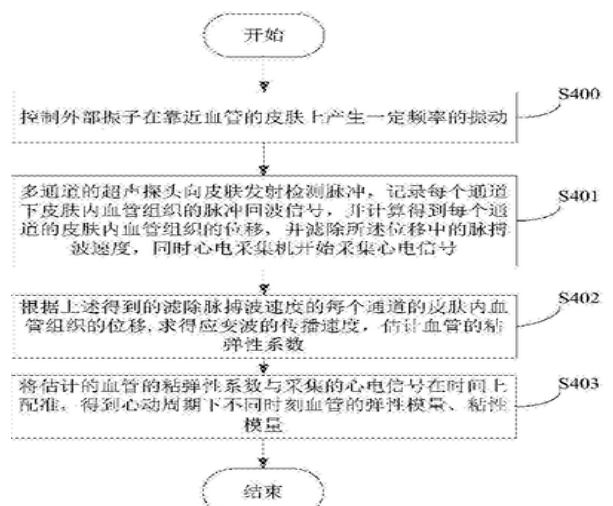 开始
S400
控制外部振子在靠近血管的皮肤上产生一定频率的振动
S401
多通道的超声探头向皮肤发射检测脉冲，记录每个通道
下皮肤内血管组织的脉冲回波信号，并计算得到每个通
道的皮肤内血管组织的位移，并滤除所述位移中的脉搏
波速度，同时心电采集机开始采集心电信号
S402
根据上述得到的滤除脉搏波速度的每个通道的皮肤内血
管组织的位移，求得应变波的传播速度，估计血管的粘
弹性系数
S403
将估计的血管的粘弹性系数与采集的心电信号在时间上
配准，得到心动周期下不同时刻血管的弹性模量、粘性
模量
结束